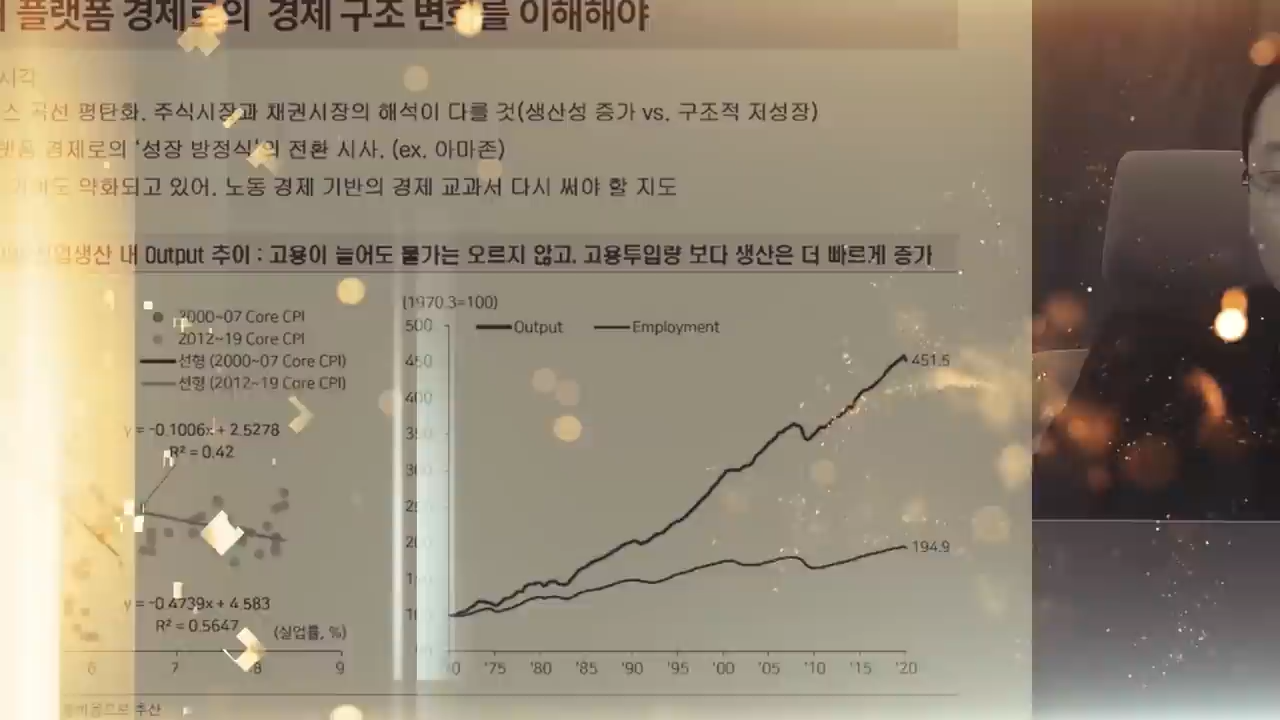 플랫폼 경제로의 경제 구조 변화를 이해해야
시각
곡선 평탄화. 주식시장과 채권시장의 해석이 다를 것(생산성 증가 vs. 구조적 저성장)
경제로의 '성장 방정식'의 전환 시사. (ex. 아마존)
약화되고 있어. 노동 경제 기반의 경제 교과서 다시 써야 할 지도
내 Output 추이 : 고용이 늘어도 물가는 오르지 않고. 고용투입량 보다 생산은 더 빠르게 증가
2000~07 Core CPI
2012~19 Core CPI
선형 (2000~07 Core CPI)
선형 (2012~19 Core CPI)
y = -0.1006x + 2.5278
R² = 0.42
y = -0.4739x + 4.583
R² = 0.5647
(실업률, %)
6 7 8 9
(1970.3=100)
Output Employment
500
450
400
350
300
250
200
451.5
194.9
'75 '80 '85 '90 '95 '00 '05 '10 '15 '20
추산